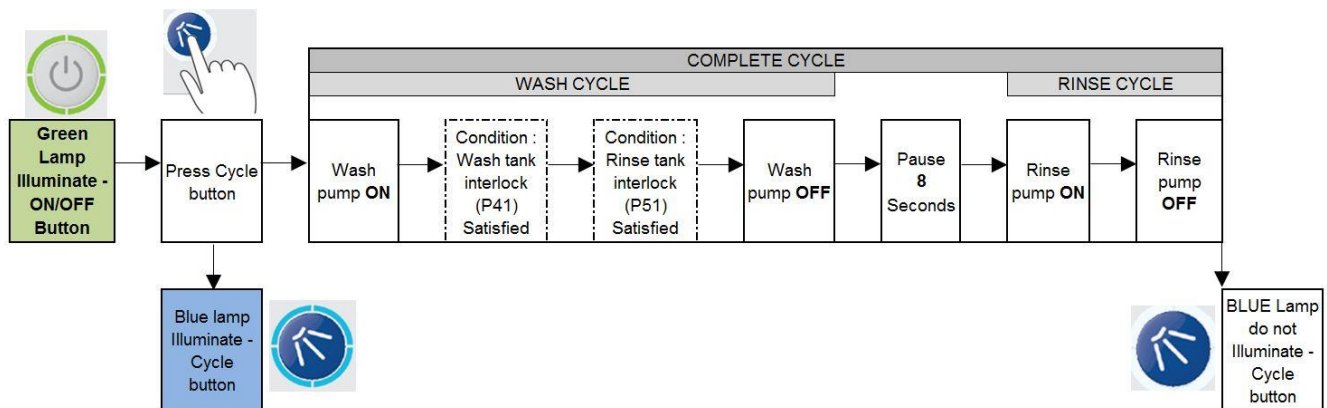 COMPLETE CYCLE
WASH CYCLE
RINSE CYCLE
Green
Lamp
Illuminate -
ON/OFF
Button
Press Cycle
button
Wash
pump ON
Condition :
Wash tank
interlock
(P41)
Satisfied
Condition :
Rinse tank
interlock
(P51)
Satisfied
Wash
pump OFF
Pause
8
Seconds
Rinse
pump ON
Rinse
pump
OFF
Blue lamp
Illuminate -
Cycle
button
BLUE Lamp
do not
Illuminate -
Cycle
button